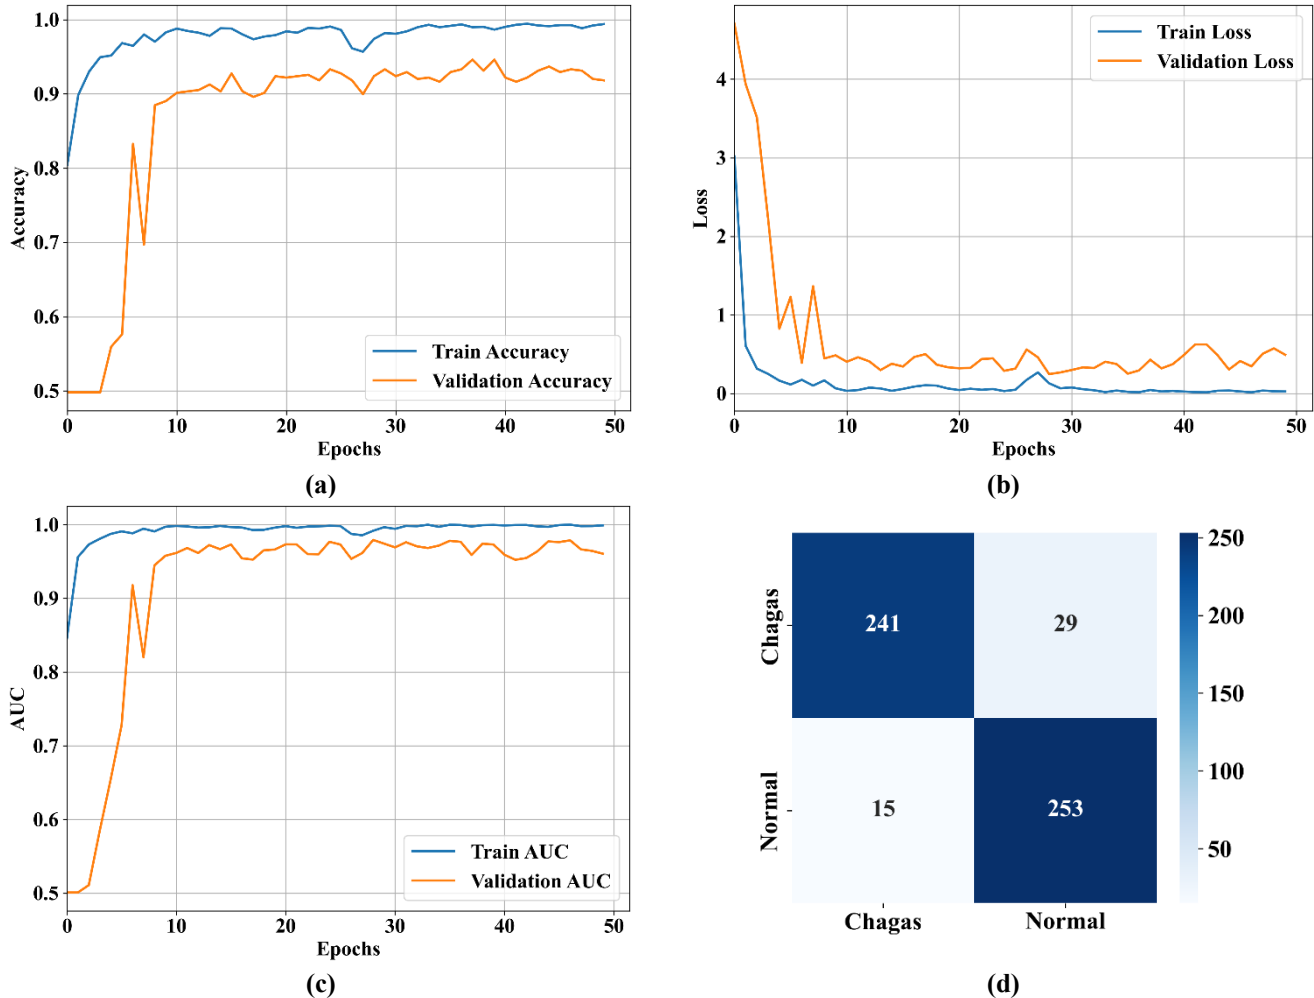 1.0
0.9
0.8
0.7
0.6
0.5
Accuracy
Train Accuracy
Validation Accuracy
0 10 20 30 40 50
Epochs
(a)
4
3
2
1
0
Loss
Train Loss
Validation Loss
0 10 20 30 40 50
Epochs
(b)
1.0
0.9
0.8
0.7
0.6
0.5
AUC
Train AUC
Validation AUC
0 10 20 30 40 50
Epochs
(c)
Chagas
241 29
Normal
15 253
Chagas Normal
250
200
150
100
50
(d)